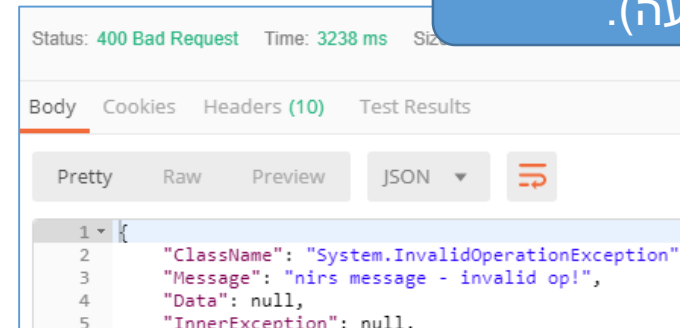 עה).
Status: 400 Bad Request Time: 3238 ms
Body Cookies Headers (10) Test Results
Pretty Raw Preview JSON
1 {
2 "ClassName": "System.InvalidOperationException"
3 "Message": "nirs message - invalid op!",
4 "Data": null,
5 "InnerException": null,